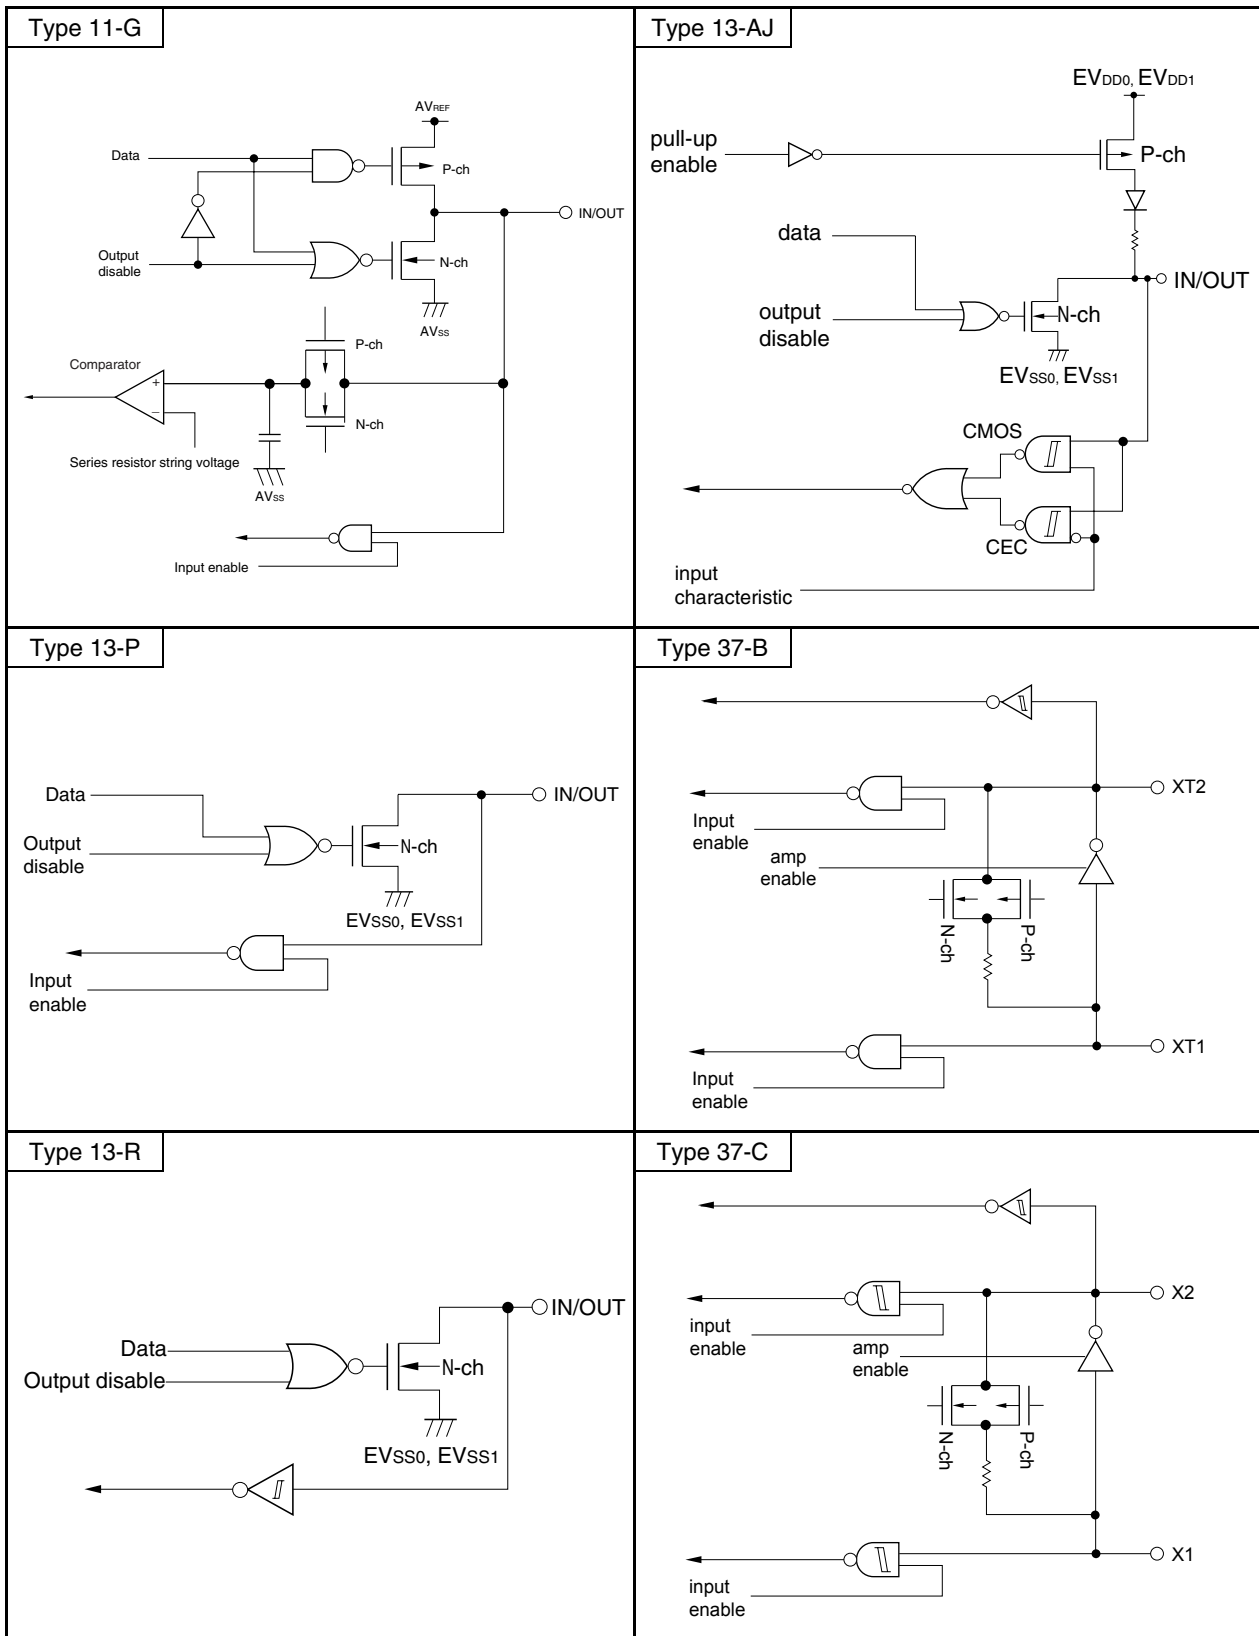 Type 11-G
AVREF
Data
P-ch
IN/OUT
Output
disable
N-ch
AVSS
P-ch
Comparator
+
−
N-ch
Series resistor string voltage
AVSS
Input enable
Type 13-AJ
EVDD0, EVDD1
pull-up
enable
P-ch
data
IN/OUT
output
disable
N-ch
EVSS0, EVSS1
CMOS
CEC
input
characteristic
Type 13-P
Data
IN/OUT
Output
disable
N-ch
EVSS0, EVSS1
Input
enable
Type 37-B
XT2
Input
enable
amp
enable
N-ch
P-ch
XT1
Input
enable
Type 13-R
IN/OUT
Data
N-ch
Output disable
EVSS0, EVSS1
Type 37-C
X2
input
enable
amp
enable
N-ch
P-ch
X1
input
enable